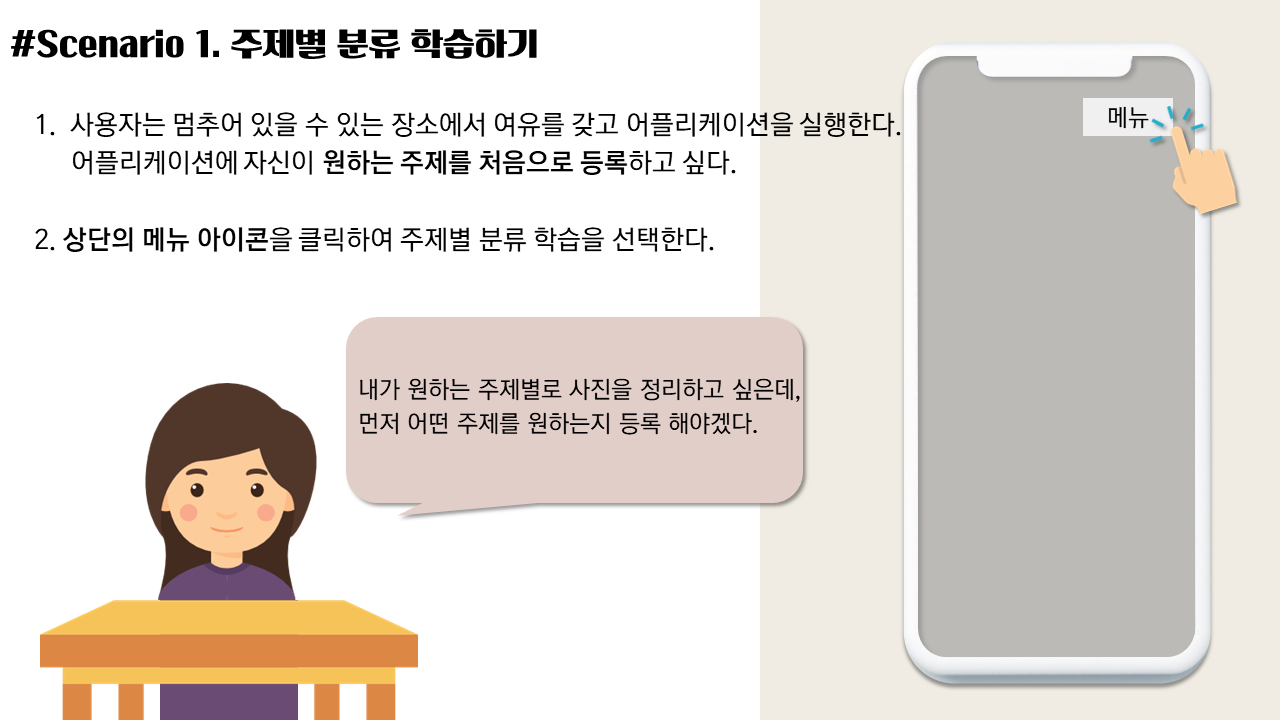 #Scenario 1. 주제별 분류 학습하기
1. 사용자는 멈추어 있을 수 있는 장소에서 여유를 갖고 어플리케이션을 실행한다.
어플리케이션에 자신이 원하는 주제를 처음으로 등록하고 싶다.
2. 상단의 메뉴 아이콘을 클릭하여 주제별 분류 학습을 선택한다.
메뉴
내가 원하는 주제별로 사진을 정리하고 싶은데,
먼저 어떤 주제를 원하는지 등록 해야겠다.